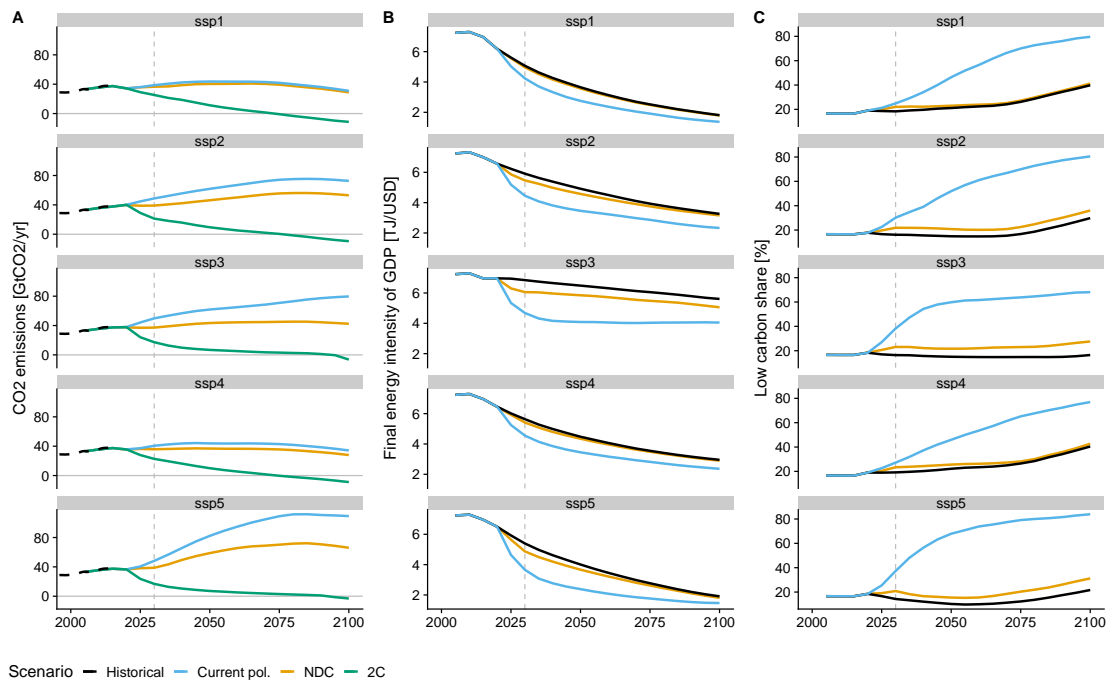 A
B
C
ssp1
ssp1
ssp1
80
40
0
6
4
2
80
60
40
20
ssp2
ssp2
ssp2
80
40
0
6
4
2
80
60
40
20
ssp3
ssp3
ssp3
80
40
0
6
4
2
80
60
40
20
ssp4
ssp4
ssp4
80
40
0
6
4
2
80
60
40
20
ssp5
ssp5
ssp5
80
40
0
6
4
2
80
60
40
20
CO2 emissions [GtCO2/yr]
Final energy intensity of GDP [TJ/USD]
Low carbon share [%]
2000 2025 2050 2075 2100
2000 2025 2050 2075 2100
2000 2025 2050 2075 2100
Scenario Historical Current pol. NDC 2C